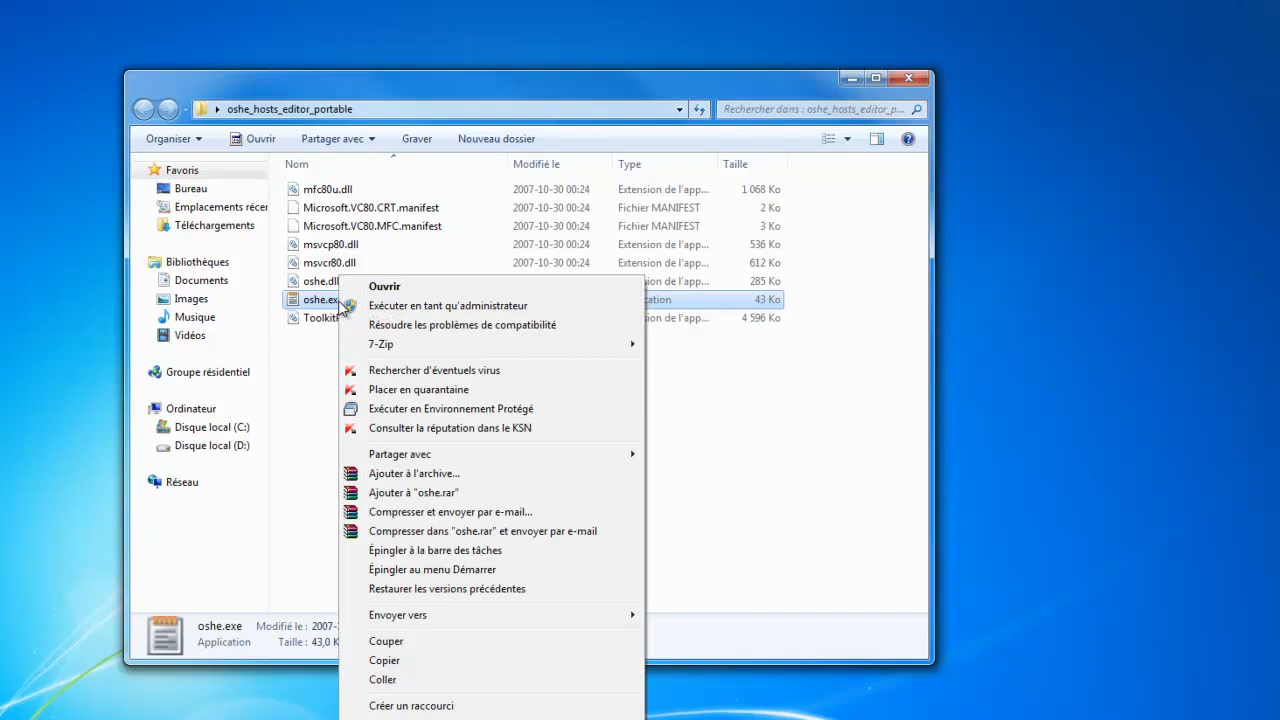 oshe_hosts_editor_portable
Rechercher dans : oshe_hosts_editor_p...
Organiser Ouvrir Partager avec Graver Nouveau dossier
Nom Modifié le Type Taille
Favoris
Bureau
Emplacements récen
Téléchargements
Bibliothèques
Documents
Images
Musique
Vidéos
Groupe résidentiel
Ordinateur
Disque local (C:)
Disque local (D:)
Réseau
mfc80u.dll 2007-10-30 00:24 Extension de l'app... 1 068 Ko
Microsoft.VC80.CRT.manifest 2007-10-30 00:24 Fichier MANIFEST 2 Ko
Microsoft.VC80.MFC.manifest 2007-10-30 00:24 Fichier MANIFEST 3 Ko
msvcp80.dll 2007-10-30 00:24 Extension de l'app... 536 Ko
msvcr80.dll 2007-10-30 00:24 Extension de l'app... 612 Ko
oshe.dll sion de l'app... 285 Ko
oshe.exe cation 43 Ko
Toolkit sion de l'app... 4 596 Ko
Ouvrir
Exécuter en tant qu'administrateur
Résoudre les problèmes de compatibilité
7-Zip
Rechercher d'éventuels virus
Placer en quarantaine
Exécuter en Environnement Protégé
Consulter la réputation dans le KSN
Partager avec
Ajouter à l'archive...
Ajouter à "oshe.rar"
Compresser et envoyer par e-mail...
Compresser dans "oshe.rar" et envoyer par e-mail
Épingler à la barre des tâches
Épingler au menu Démarrer
Restaurer les versions précédentes
Envoyer vers
Couper
Copier
Coller
Créer un raccourci
oshe.exe Modifié le : 2007-
Application Taille : 43,0 K